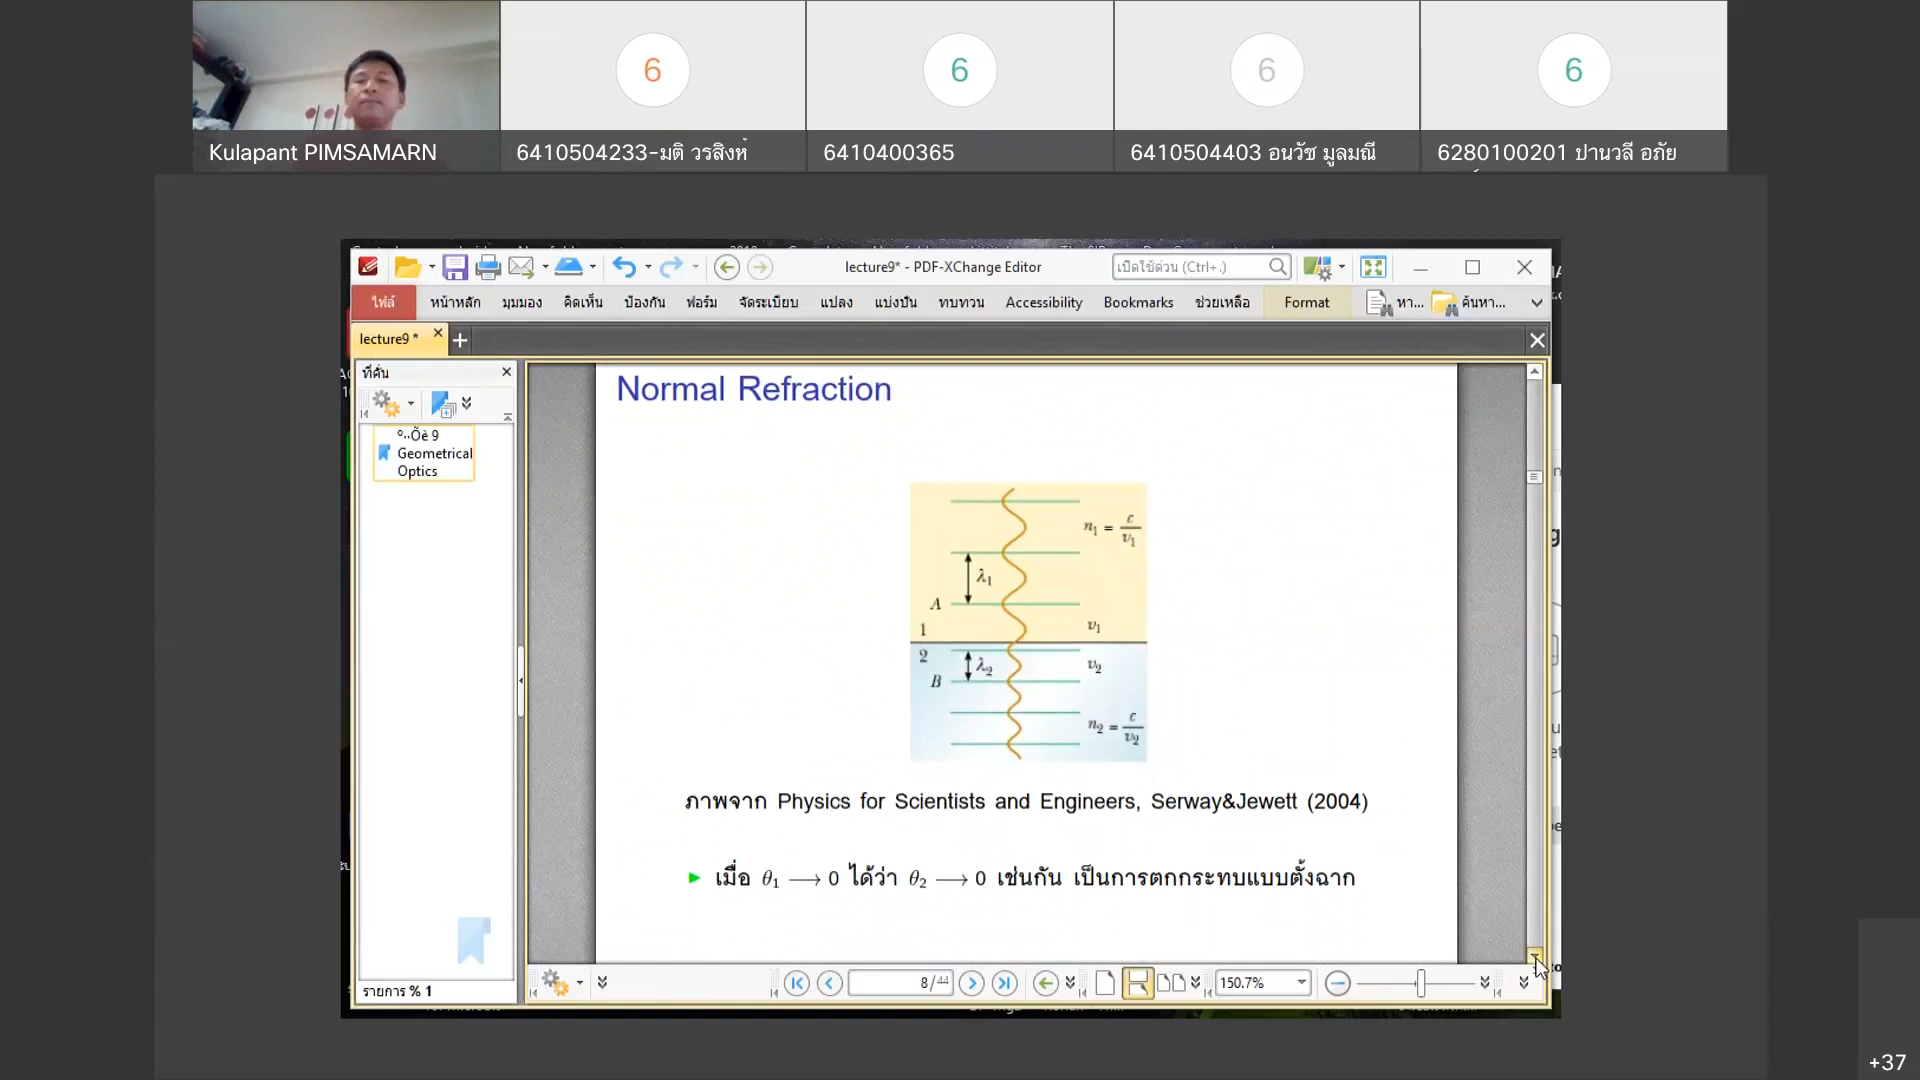 6
6
6
6
Kulapant PIMSAMARN
6410504233-มติ วรสิงห์
6410400365
6410504403 อนวัช มูลมณี
6280100201 ปานวลี อภัย
lecture9* - PDF-XChange Editor
เปิดใช้ด่วน (Ctrl+.)
ไฟล์
หน้าหลัก
มุมมอง
คิดเห็น
ป้องกัน
ฟอร์ม
จัดระเบียบ
แปลง
แบ่งปัน
ทบทวน
Accessibility
Bookmarks
ช่วยเหลือ
Format
หา...
ค้นหา...
lecture9 *
ที่คั่น
º·Õè 9
Geometrical
Optics
Normal Refraction
n₁ = c/v₁
λ₁
A
1
v₁
2
λ₂
v₂
B
n₂ = c/v₂
ภาพจาก Physics for Scientists and Engineers, Serway&Jewett (2004)
เมื่อ θ₁ ⟶ 0 ได้ว่า θ₂ ⟶ 0 เช่นกัน เป็นการตกกระทบแบบตั้งฉาก
รายการ % 1
8/44
150.7%
+37